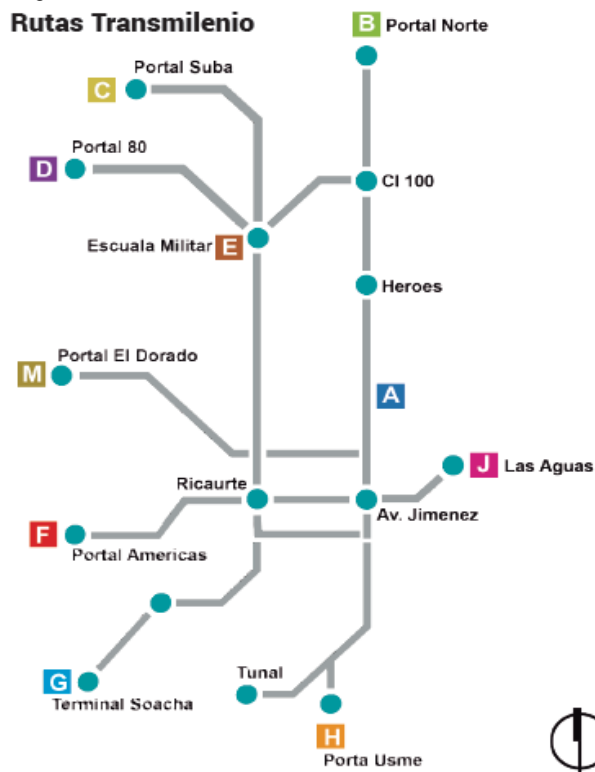 Rutas Transmilenio
B Portal Norte
Portal Suba
C
Portal 80
D
Cl 100
Escuala Militar E
Heroes
Portal El Dorado
M
A
Ricaurte
J Las Aguas
Av. Jimenez
F
Portal Americas
Tunal
G
Terminal Soacha
H
Porta Usme